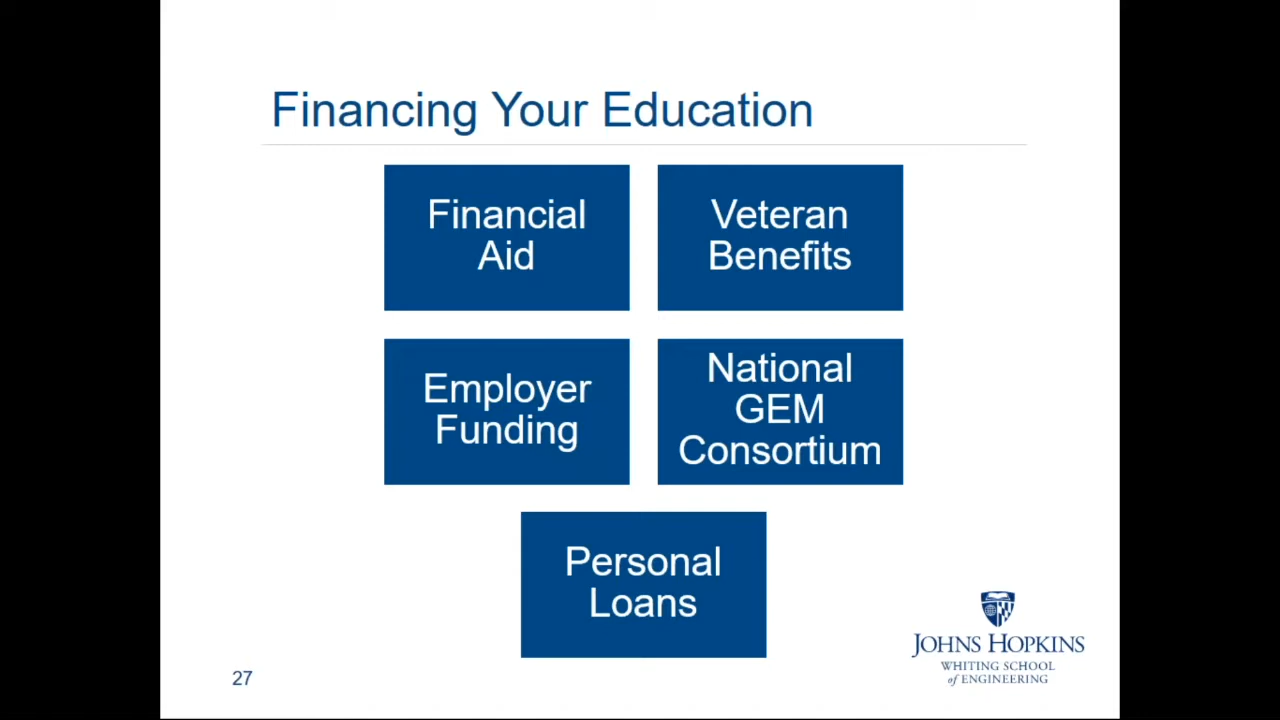 Financing Your Education
Financial
Aid
Veteran
Benefits
Employer
Funding
National
GEM
Consortium
Personal
Loans
JOHNS HOPKINS
WHITING SCHOOL
of ENGINEERING
27